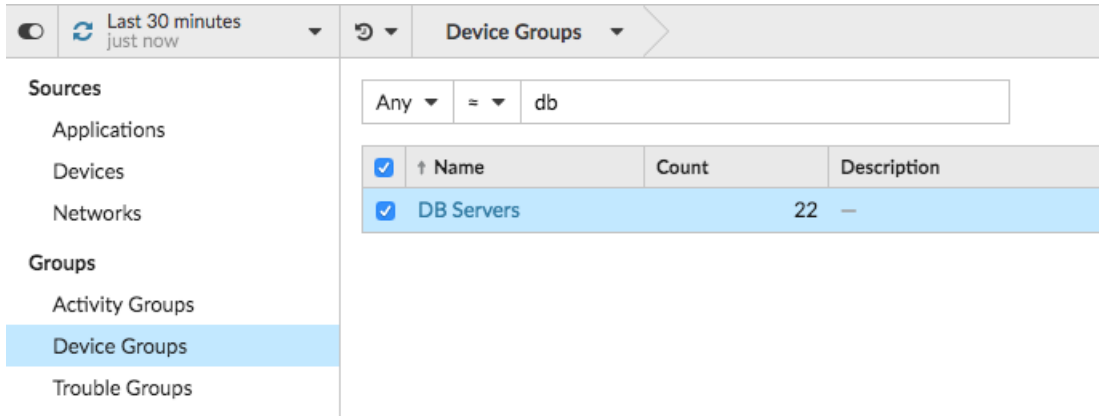 Last 30 minutes
just now
Device Groups
Sources
Applications
Devices
Networks
Groups
Activity Groups
Device Groups
Trouble Groups
Any ≈ db
↑ Name Count Description
DB Servers 22 —